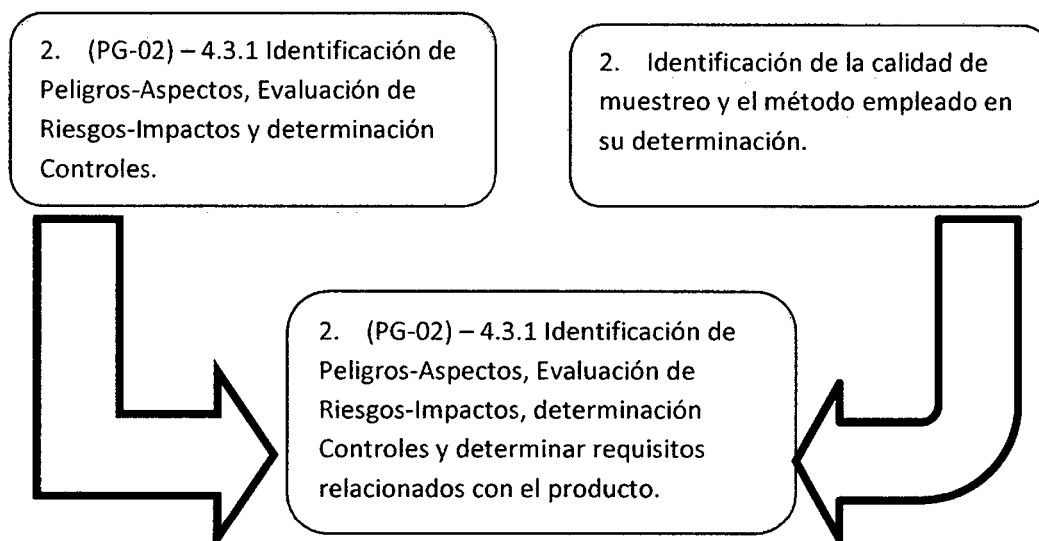 2. (PG-02) – 4.3.1 Identificación de
Peligros-Aspectos, Evaluación de
Riesgos-Impactos y determinación
Controles.
2. Identificación de la calidad de
muestreo y el método empleado en
su determinación.
2. (PG-02) – 4.3.1 Identificación de
Peligros-Aspectos, Evaluación de
Riesgos-Impactos, determinación
Controles y determinar requisitos
relacionados con el producto.